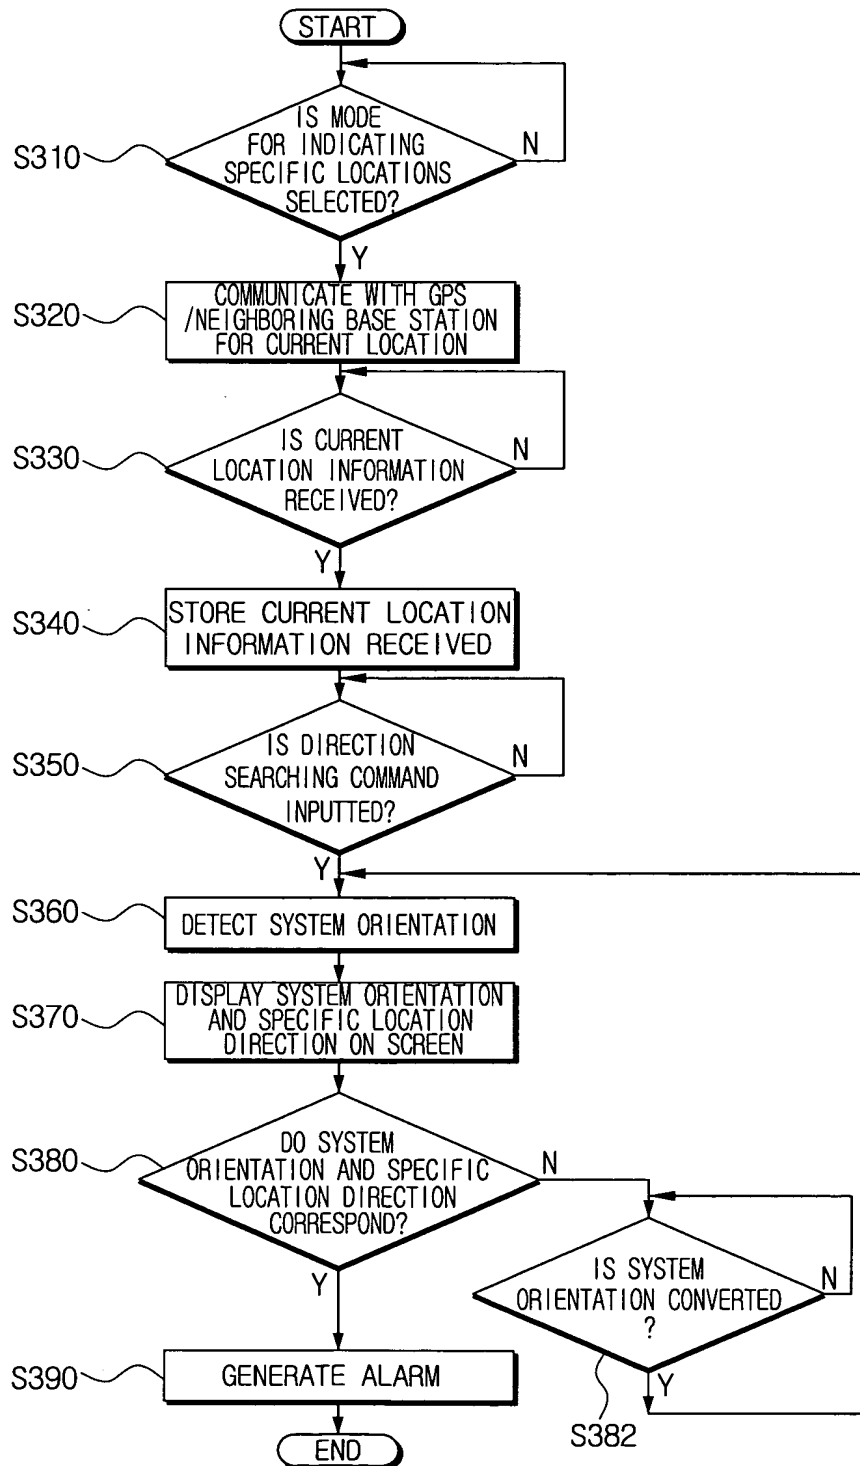 START
IS MODE
FOR INDICATING
SPECIFIC LOCATIONS
SELECTED?
N
S310
Y
COMMUNICATE WITH GPS
/NEIGHBORING BASE STATION
FOR CURRENT LOCATION
S320
IS CURRENT
LOCATION INFORMATION
RECEIVED?
N
S330
Y
STORE CURRENT LOCATION
INFORMATION RECEIVED
S340
IS DIRECTION
SEARCHING COMMAND
INPUTTED?
N
S350
Y
S360
DETECT SYSTEM ORIENTATION
DISPLAY SYSTEM ORIENTATION
AND SPECIFIC LOCATION
DIRECTION ON SCREEN
S370
DO SYSTEM
ORIENTATION AND SPECIFIC
LOCATION DIRECTION
CORRESPOND?
N
S380
Y
IS SYSTEM
ORIENTATION CONVERTED
?
N
Y
S382
S390
GENERATE ALARM
END